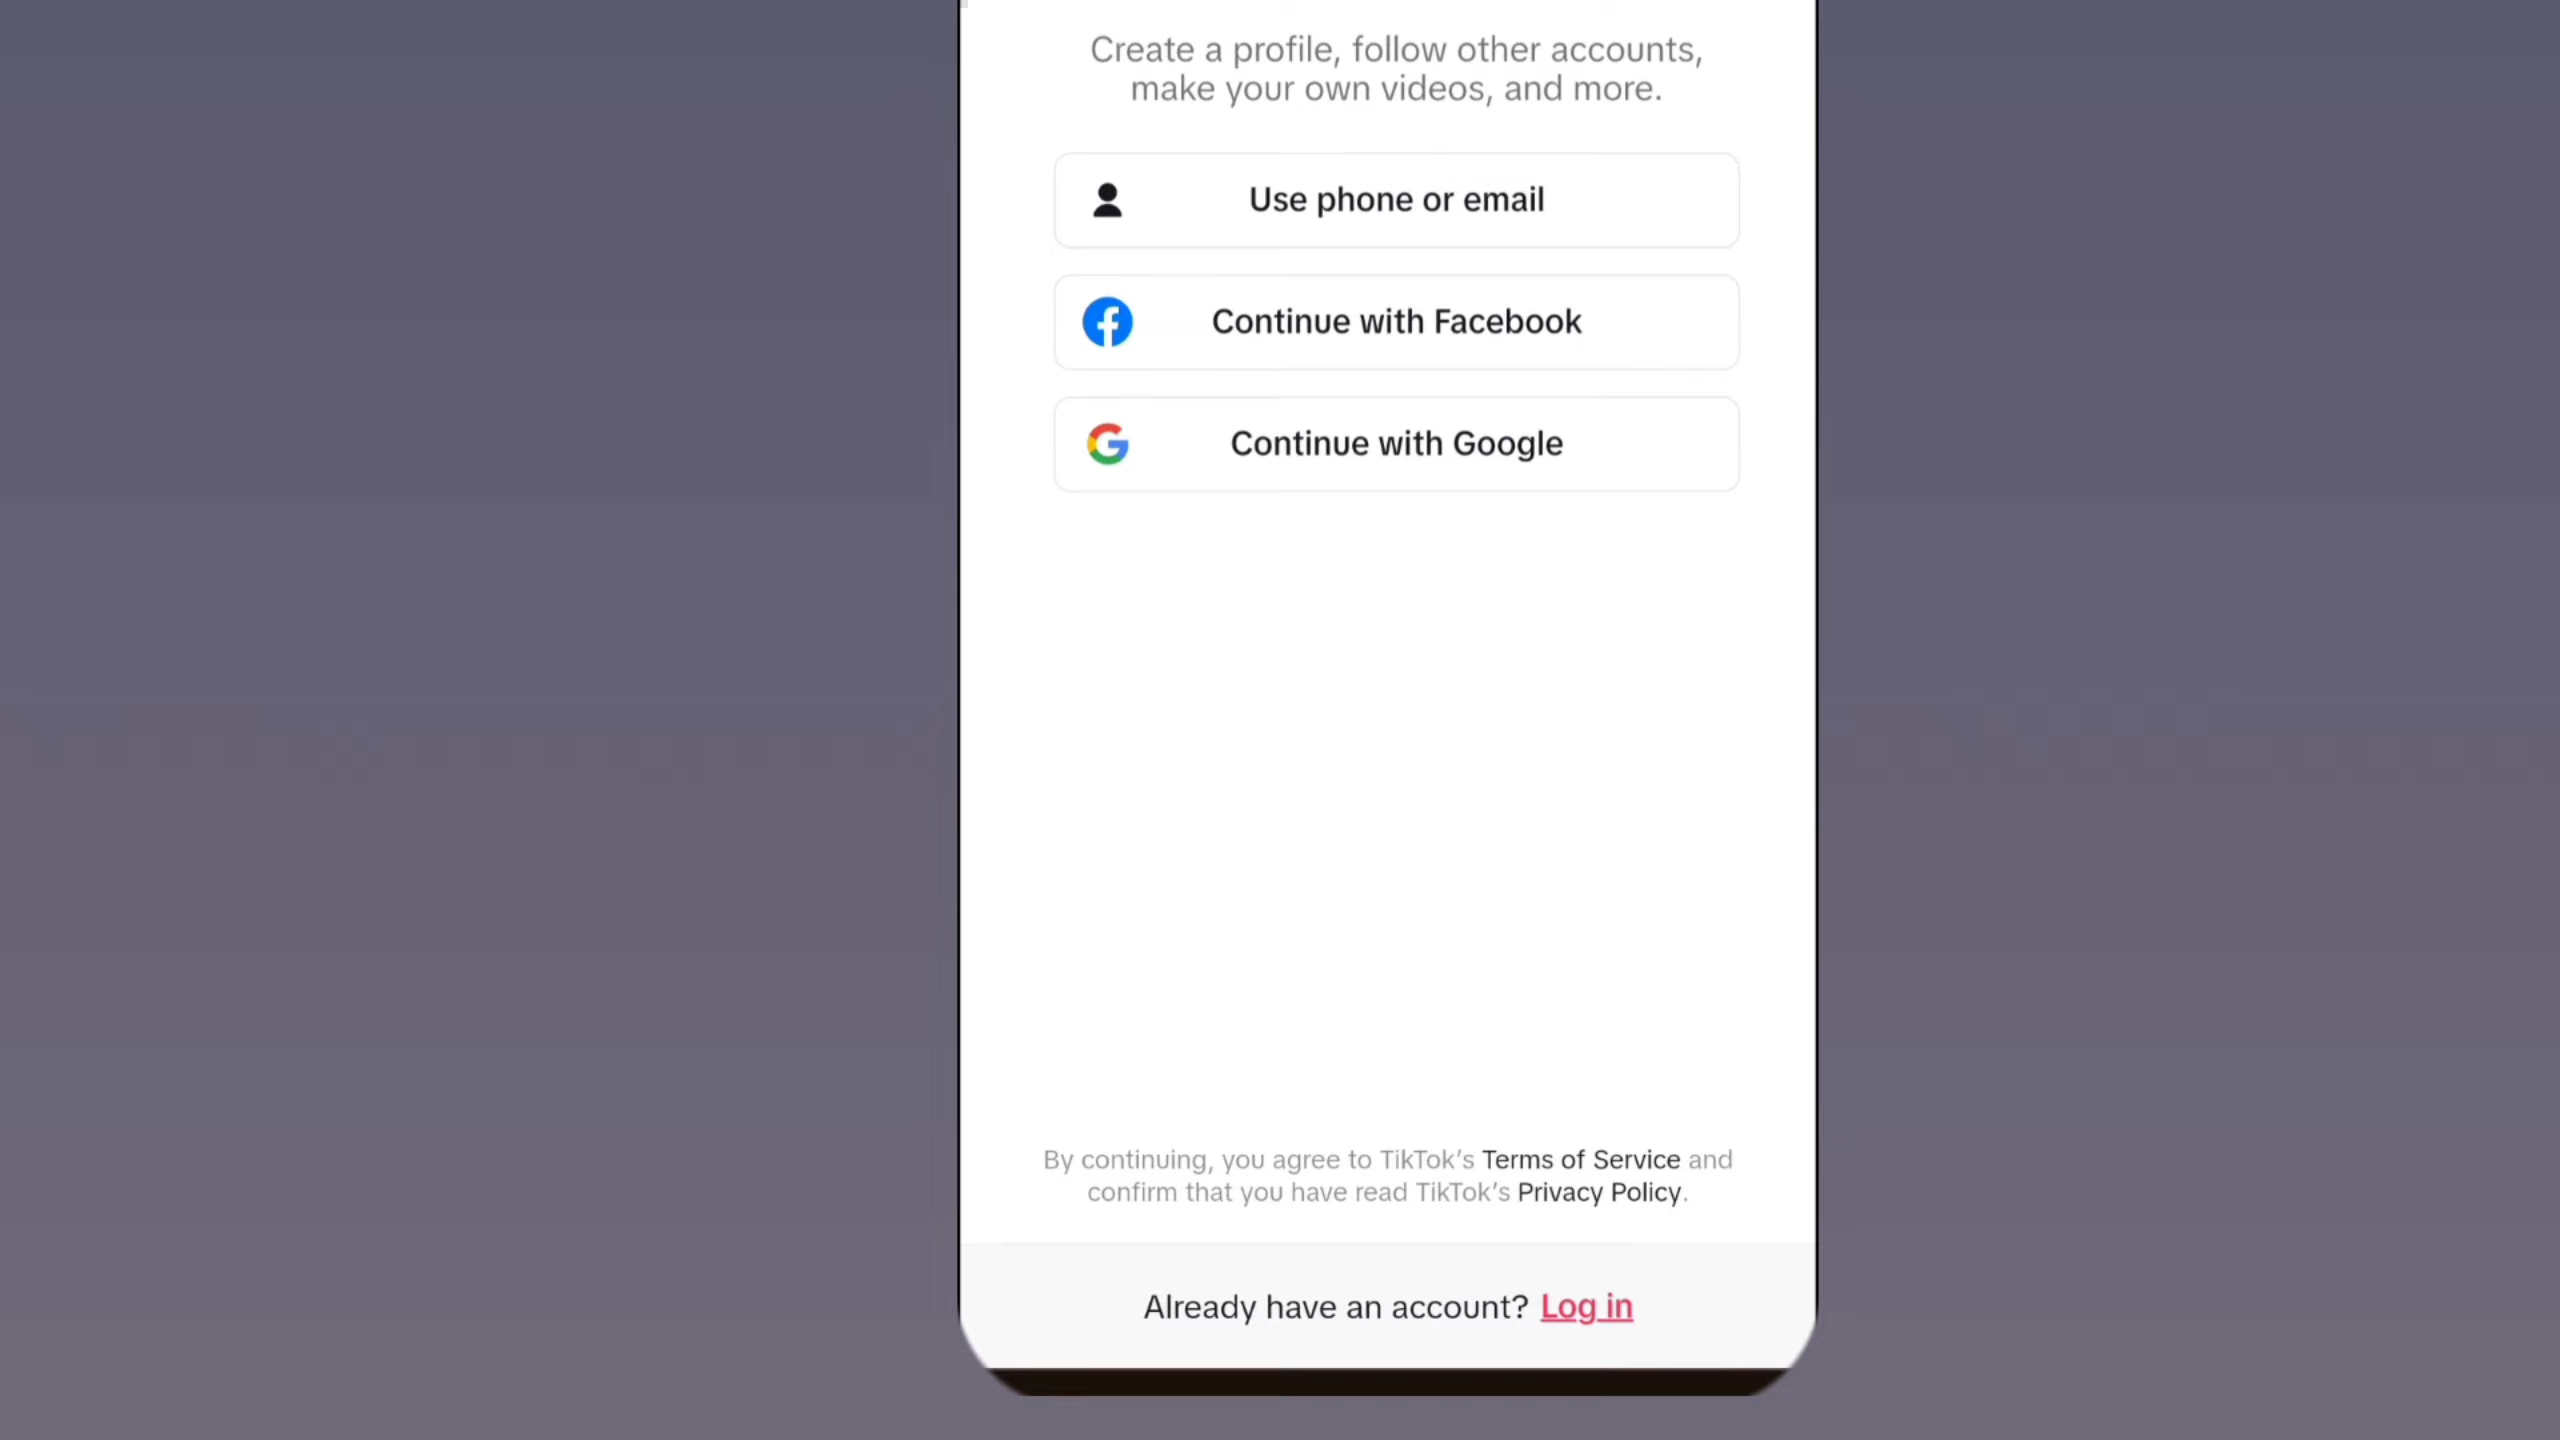 Create a profile, follow other accounts,
make your own videos, and more.
Use phone or email
Continue with Facebook
Continue with Google
By continuing, you agree to TikTok’s Terms of Service and
confirm that you have read TikTok’s Privacy Policy.
Already have an account? Log in